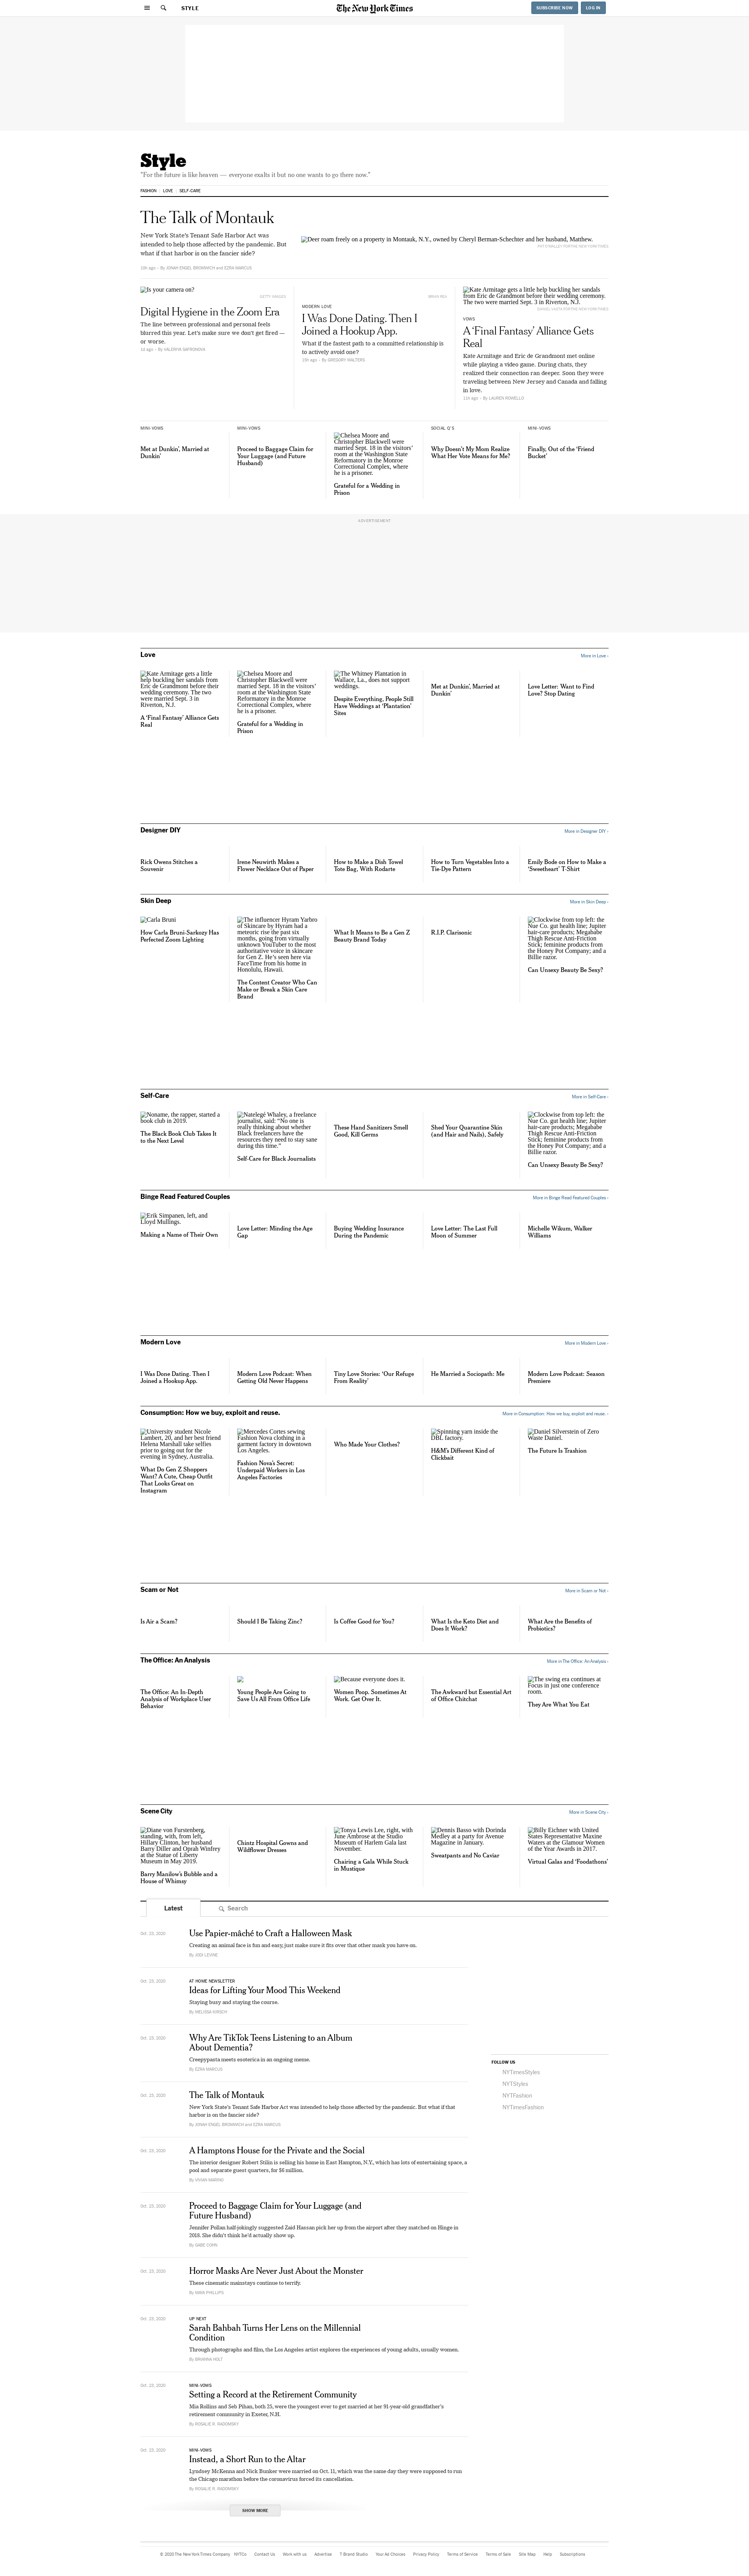 STYLE
The New York Times
SUBSCRIBE NOW
LOG IN
Style
"For the future is like heaven — everyone exalts it but no one wants to go there now."
FASHION
LOVE
SELF-CARE
The Talk of Montauk
New York State's Tenant Safe Harbor Act was
intended to help those affected by the pandemic. But
what if that harbor is on the fancier side?
Deer roam freely on a property in Montauk, N.Y., owned by Cheryl Berman-Schechter and her husband, Matthew.
By JONAH ENGEL BROMWICH and EZRA MARCUS
Is your camera on?
GETTY IMAGES
Digital Hygiene in the Zoom Era
The line between professional and personal feels
blurred this year. Let's make sure we don't get fired —
or worse.
1d ago · By VALERIYA SAFRONOVA
BRIAN REA
MODERN LOVE
I Was Done Dating. Then I
Joined a Hookup App.
What if the fastest path to a committed relationship is
to actively avoid one?
By GREGORY WALTERS
Kate Armitage gets a little help buckling her sandals
from Eric de Grandmont before their wedding ceremony.
The two were married Sept. 3 in Riverton, N.J.
VOWS
A 'Final Fantasy' Alliance Gets
Real
Kate Armitage and Eric de Grandmont met online
while playing a video game. During chats, they
realized their connection ran deeper. Soon they were
traveling between New Jersey and Canada and falling
in love.
11h ago · By LAUREN ROWELLO
MINI-VOWS
Met at Dunkin', Married at
Dunkin'
MINI-VOWS
Proceed to Baggage Claim for
Your Luggage (and Future
Husband)
Chelsea Moore and
Christopher Blackwell were
married Sept. 18 in the visitors'
room at the Washington State
Reformatory in the Monroe
Correctional Complex, where
he is a prisoner.
Grateful for a Wedding in
Prison
SOCIAL Q'S
Why Doesn't My Mom Realize
What Her Vote Means for Me?
MINI-VOWS
Finally, Out of the 'Friend
Bucket'
ADVERTISEMENT
Love
More in Love ›
Kate Armitage gets a little
help buckling her sandals from
Eric de Grandmont before their
wedding ceremony. The two
were married Sept. 3 in
Riverton, N.J.
A 'Final Fantasy' Alliance Gets
Real
Chelsea Moore and
Christopher Blackwell were
married Sept. 18 in the visitors'
room at the Washington State
Reformatory in the Monroe
Correctional Complex, where
he is a prisoner.
Grateful for a Wedding in
Prison
The Whitney Plantation in
Wallace, La., does not support
weddings.
Despite Everything, People Still
Have Weddings at 'Plantation'
Sites
Met at Dunkin', Married at
Dunkin'
Love Letter: Want to Find
Love? Stop Dating
Designer DIY
More in Designer DIY ›
Rick Owens Stitches a
Souvenir
Irene Neuwirth Makes a
Flower Necklace Out of Paper
How to Make a Dish Towel
Tote Bag, With Rodarte
How to Turn Vegetables Into a
Tie-Dye Pattern
Emily Bode on How to Make a
'Sweetheart' T-Shirt
Skin Deep
More in Skin Deep ›
Carla Bruni
How Carla Bruni-Sarkozy Has
Perfected Zoom Lighting
The influencer Hyram Yarbro
of Skincare by Hyram had a
meteoric rise the past six
months, going from virtually
unknown YouTuber to the most
authoritative voice in skincare
for Gen Z. He's seen here via
FaceTime from his home in
Honolulu, Hawaii.
The Content Creator Who Can
Make or Break a Skin Care
Brand
What It Means to Be a Gen Z
Beauty Brand Today
R.I.P. Clarisonic
Clockwise from top left: the
Nue Co. gut health line; Jupiter
hair-care products; Megababe
Thigh Rescue Anti-Friction
Stick; feminine products from
the Honey Pot Company; and a
Billie razor.
Can Unsexy Beauty Be Sexy?
Self-Care
More in Self-Care ›
Noname, the rapper, started a
book club in 2019.
The Black Book Club Takes It
to the Next Level
Natelegé Whaley, a freelance
journalist, said: "No one is
really thinking about whether
Black freelancers have the
resources they need to stay sane
during this time."
Self-Care for Black Journalists
These Hand Sanitizers Smell
Good, Kill Germs
Shed Your Quarantine Skin
(and Hair and Nails), Safely
Clockwise from top left: the
Nue Co. gut health line; Jupiter
hair-care products; Megababe
Thigh Rescue Anti-Friction
Stick; feminine products from
the Honey Pot Company; and a
Billie razor.
Can Unsexy Beauty Be Sexy?
Binge Read Featured Couples
More in Binge Read Featured Couples ›
Erik Simpanen, left, and
Lloyd Mullings.
Making a Name of Their Own
Love Letter: Minding the Age
Gap
Buying Wedding Insurance
During the Pandemic
Love Letter: The Last Full
Moon of Summer
Michelle Wikum, Walker
Williams
Modern Love
More in Modern Love ›
I Was Done Dating. Then I
Joined a Hookup App.
Modern Love Podcast: When
Getting Old Never Happens
Tiny Love Stories: 'Our Refuge
From Reality'
He Married a Sociopath: Me
Modern Love Podcast: Season
Premiere
Consumption: How we buy, exploit and reuse.
More in Consumption: How we buy, exploit and reuse. ›
University student Nicole
Lambert, 20, and her best friend
Helena Marshall take selfies
prior to going out for the
evening in Sydney, Australia.
What Do Gen Z Shoppers
Want? A Cute, Cheap Outfit
That Looks Great on
Instagram
Mercedes Cortes sewing
Fashion Nova clothing in a
garment factory in downtown
Los Angeles.
Fashion Nova's Secret:
Underpaid Workers in Los
Angeles Factories
Who Made Your Clothes?
Spinning yarn inside the
DBL factory.
H&M's Different Kind of
Clickbait
Daniel Silverstein of Zero
Waste Daniel.
The Future Is Trashion
Scam or Not
More in Scam or Not ›
Is Air a Scam?
Should I Be Taking Zinc?
Is Coffee Good for You?
What Is the Keto Diet and
Does It Work?
What Are the Benefits of
Probiotics?
The Office: An Analysis
More in The Office: An Analysis ›
The Office: An In-Depth
Analysis of Workplace User
Behavior
Young People Are Going to
Save Us All From Office Life
Because everyone does it.
Women Poop. Sometimes At
Work. Get Over It.
The Awkward but Essential Art
of Office Chitchat
The swing era continues at
Focus in just one conference
room.
They Are What You Eat
Scene City
More in Scene City ›
Diane von Furstenberg,
standing, with, from left,
Hillary Clinton, her husband
Barry Diller and Oprah Winfrey
at the Statue of Liberty
Museum in May 2019.
Barry Manilow's Bubble and a
House of Whimsy
Chintz Hospital Gowns and
Wildflower Dresses
Tonya Lewis Lee, right, with
June Ambrose at the Studio
Museum of Harlem Gala last
November.
Chairing a Gala While Stuck
in Mustique
Dennis Basso with Dorinda
Medley at a party for Avenue
Magazine in January.
Sweatpants and No Caviar
Billy Eichner with United
States Representative Maxine
Waters at the Glamour Women
of the Year Awards in 2017.
Virtual Galas and 'Foodathons'
Latest
Search
Oct. 23, 2020
Use Papier-mâché to Craft a Halloween Mask
Creating an animal face is fun and easy, just make sure it fits over that other mask you have on.
By JODI LEVINE
Oct. 23, 2020
AT HOME NEWSLETTER
Ideas for Lifting Your Mood This Weekend
Staying busy and staying the course.
By MELISSA KIRSCH
Oct. 23, 2020
Why Are TikTok Teens Listening to an Album
About Dementia?
Creepypasta meets esoterica in an ongoing meme.
By EZRA MARCUS
Oct. 23, 2020
The Talk of Montauk
New York State's Tenant Safe Harbor Act was intended to help those affected by the pandemic. But what if that
harbor is on the fancier side?
By JONAH ENGEL BROMWICH and EZRA MARCUS
Oct. 23, 2020
A Hamptons House for the Private and the Social
The interior designer Robert Stilin is selling his home in East Hampton, N.Y., which has lots of entertaining space, a
pool and separate guest quarters, for $6 million.
By VIVIAN MARINO
Oct. 23, 2020
Proceed to Baggage Claim for Your Luggage (and
Future Husband)
Jennifer Pollan half-jokingly suggested Zaid Hassan pick her up from the airport after they matched on Hinge in
2018. She didn't think he'd actually show up.
By GABE COHN
Oct. 23, 2020
Horror Masks Are Never Just About the Monster
These cinematic mainstays continue to terrify.
By MAYA PHILLIPS
Oct. 23, 2020
UP NEXT
Sarah Bahbah Turns Her Lens on the Millennial
Condition
Through photographs and film, the Los Angeles artist explores the experiences of young adults, usually women.
By BRIANNA HOLT
Oct. 23, 2020
MINI-VOWS
Setting a Record at the Retirement Community
Mia Rollins and Seb Pihan, both 25, were the youngest ever to get married at her 91-year-old grandfather's
retirement community in Exeter, N.H.
By ROSALIE R. RADOMSKY
Oct. 23, 2020
MINI-VOWS
Instead, a Short Run to the Altar
Lyndsey McKenna and Nick Bunker were married on Oct. 11, which was the same day they were supposed to run
the Chicago marathon before the coronavirus forced its cancellation.
By ROSALIE R. RADOMSKY
SHOW MORE
FOLLOW US
NYTimesStyles
NYTStyles
NYTFashion
NYTimesFashion
© 2020 The New York Times Company
NYTCo
Contact Us
Work with us
Advertise
T Brand Studio
Your Ad Choices
Privacy Policy
Terms of Service
Terms of Sale
Site Map
Help
Subscriptions